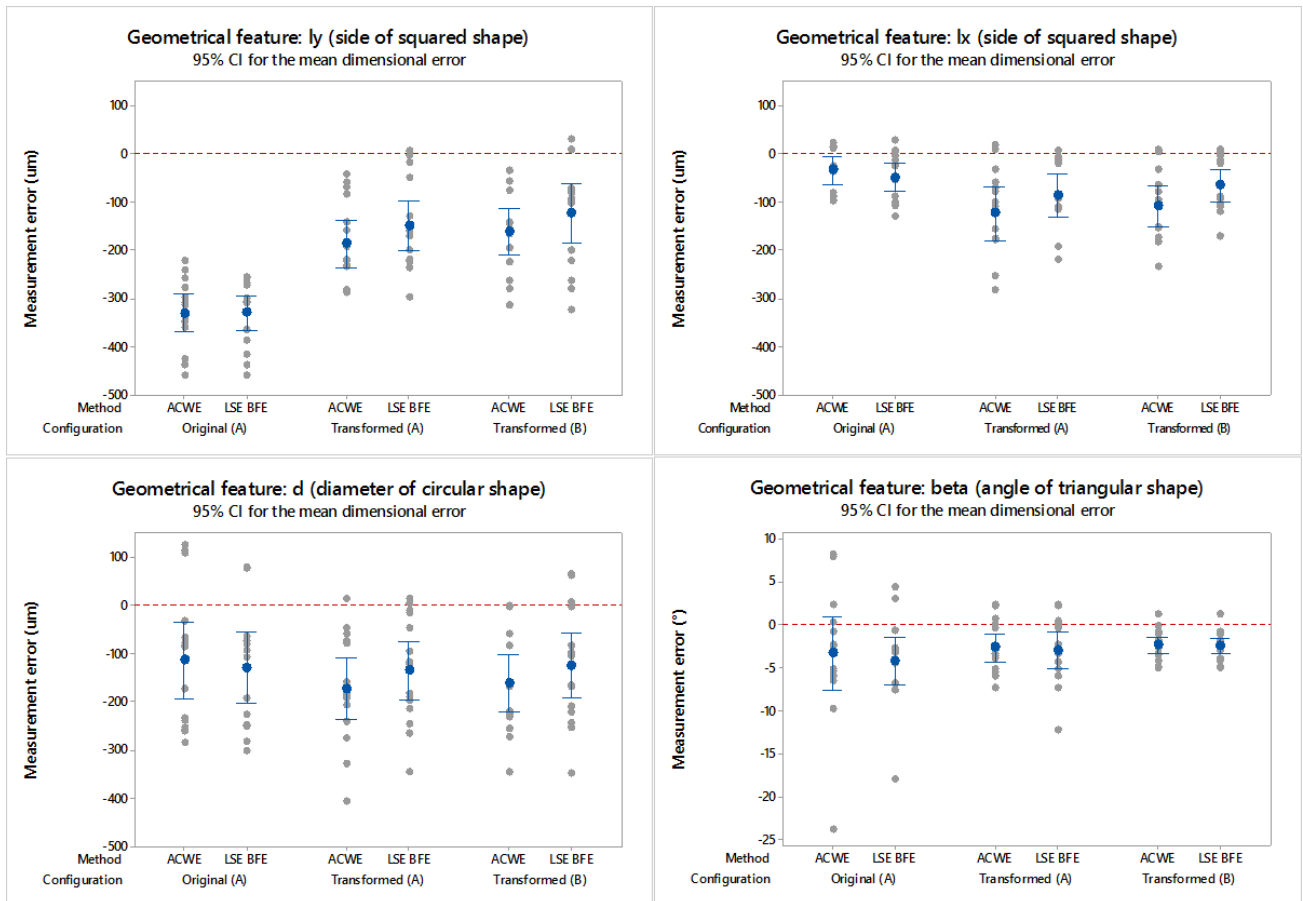 Geometrical feature: ly (side of squared shape)
95% CI for the mean dimensional error
Measurement error (um)
100
0
-100
-200
-300
-400
-500
Method ACWE LSE BFE ACWE LSE BFE ACWE LSE BFE
Configuration Original (A) Transformed (A) Transformed (B)
Geometrical feature: lx (side of squared shape)
95% CI for the mean dimensional error
Measurement error (um)
100
0
-100
-200
-300
-400
-500
Method ACWE LSE BFE ACWE LSE BFE ACWE LSE BFE
Configuration Original (A) Transformed (A) Transformed (B)
Geometrical feature: d (diameter of circular shape)
95% CI for the mean dimensional error
Measurement error (um)
100
0
-100
-200
-300
-400
-500
Method ACWE LSE BFE ACWE LSE BFE ACWE LSE BFE
Configuration Original (A) Transformed (A) Transformed (B)
Geometrical feature: beta (angle of triangular shape)
95% CI for the mean dimensional error
Measurement error (°)
10
5
0
-5
-10
-15
-20
-25
Method ACWE LSE BFE ACWE LSE BFE ACWE LSE BFE
Configuration Original (A) Transformed (A) Transformed (B)